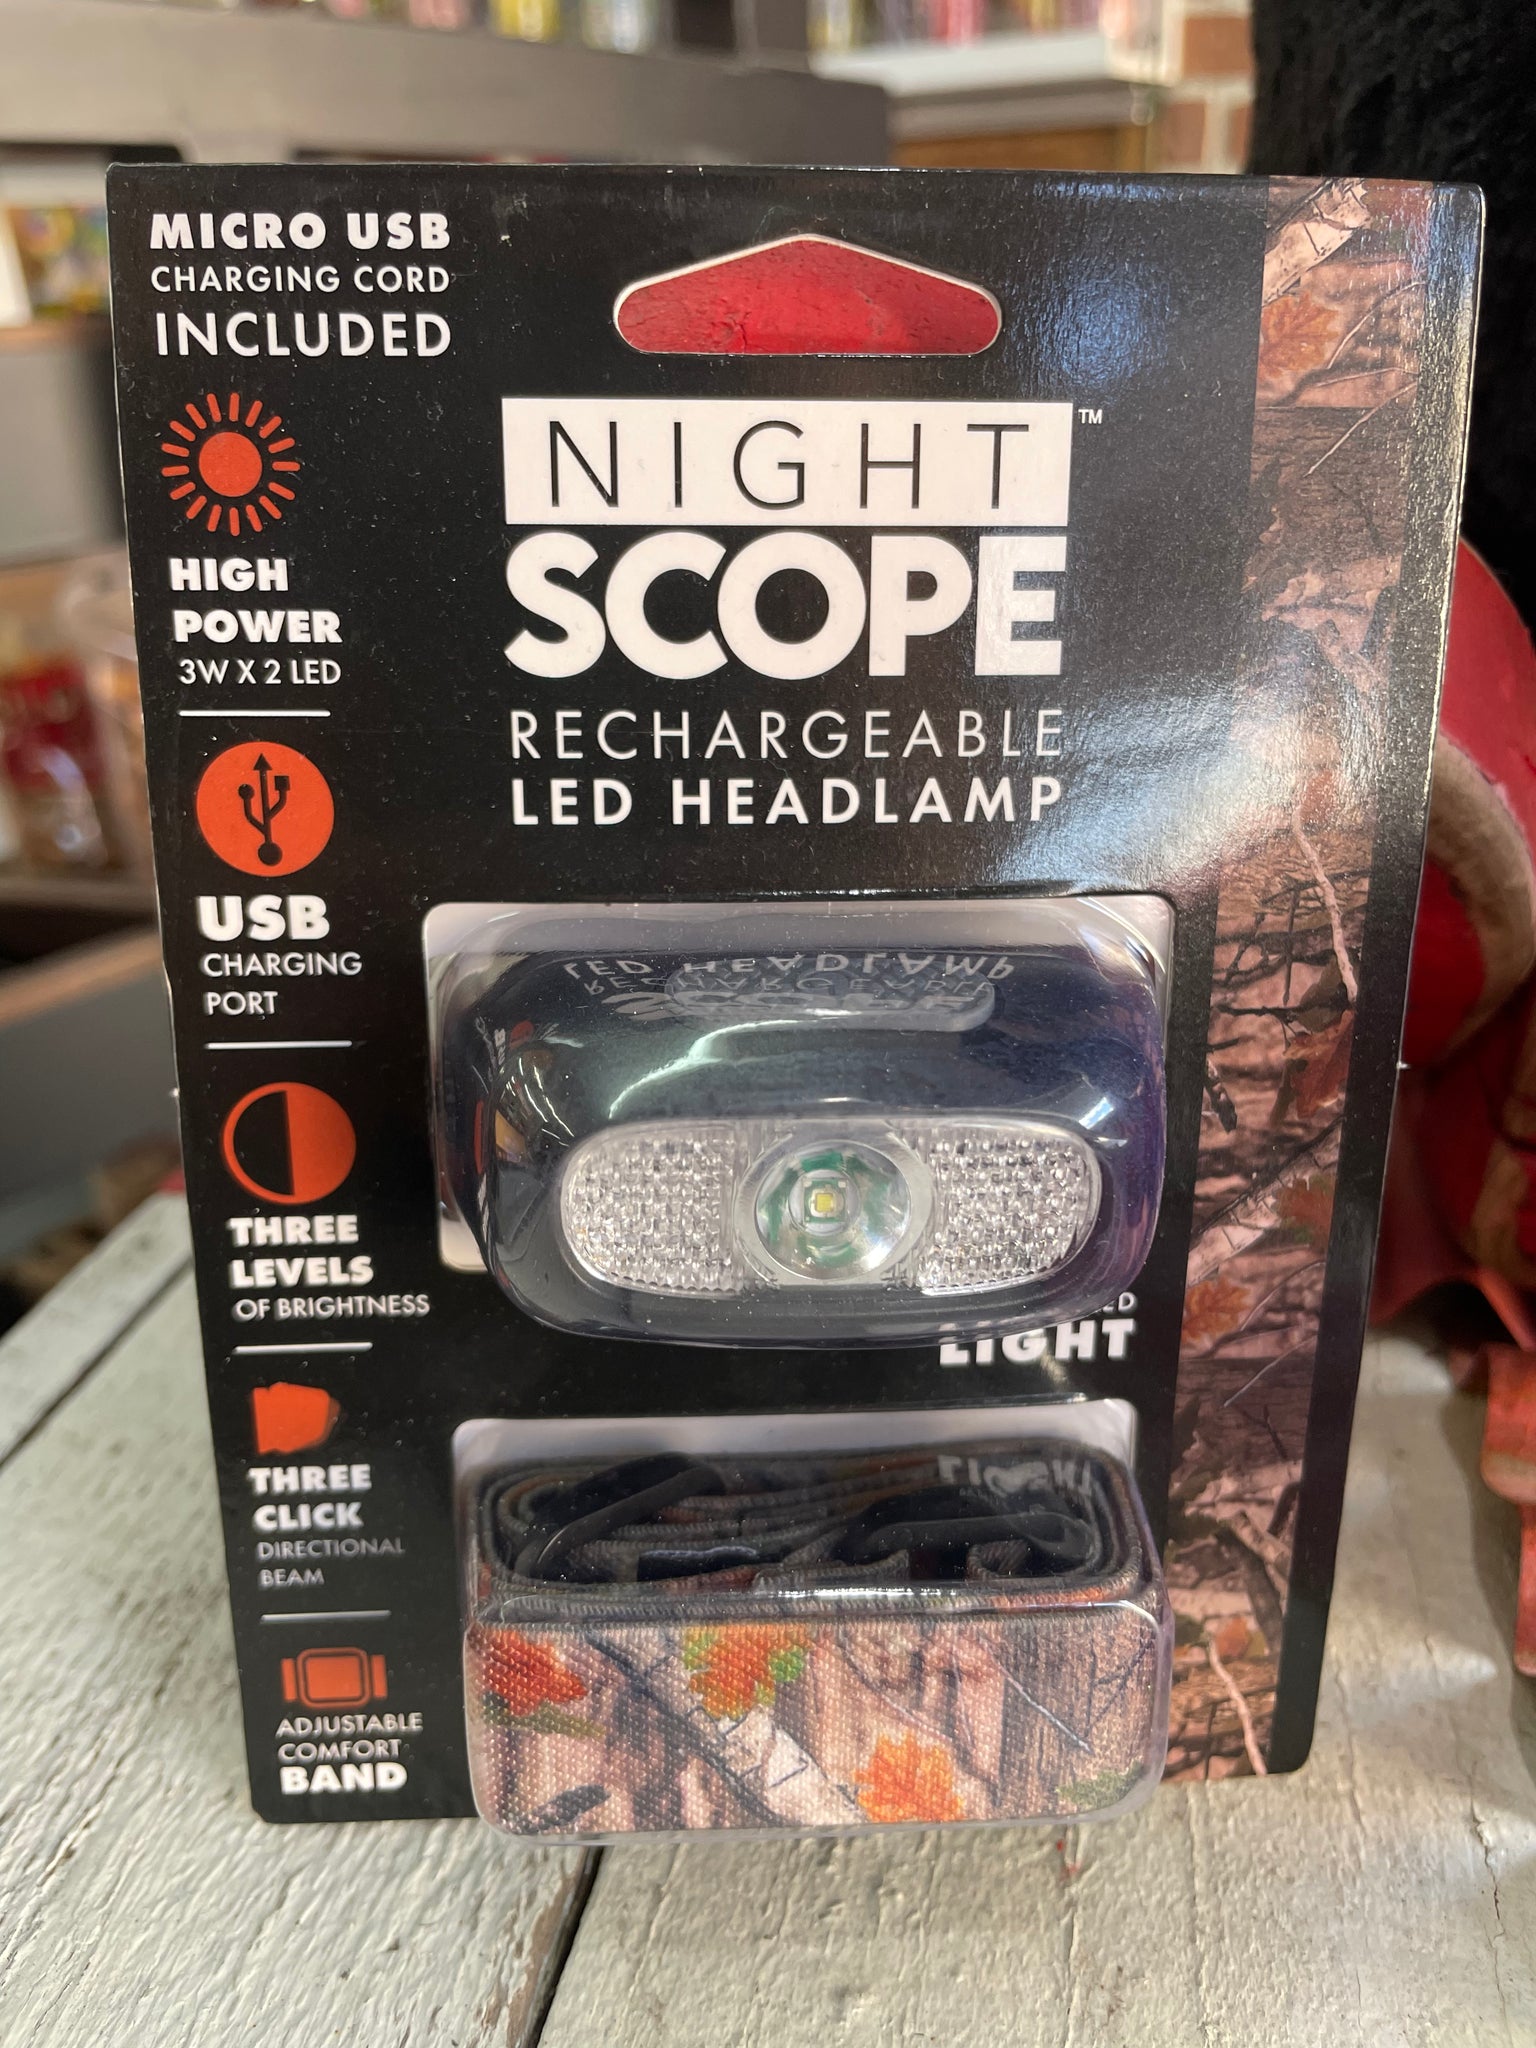 MICRO USB
CHARGING CORD
INCLUDED
HIGH
POWER
3W X 2 LED
USB
CHARGING
PORT
THREE
LEVELS
OF BRIGHTNESS
THREE
CLICK
DIRECTIONAL
BEAM
ADJUSTABLE
COMFORT
BAND
NIGHT™
SCOPE
RECHARGEABLE
LED HEADLAMP
LIGHT